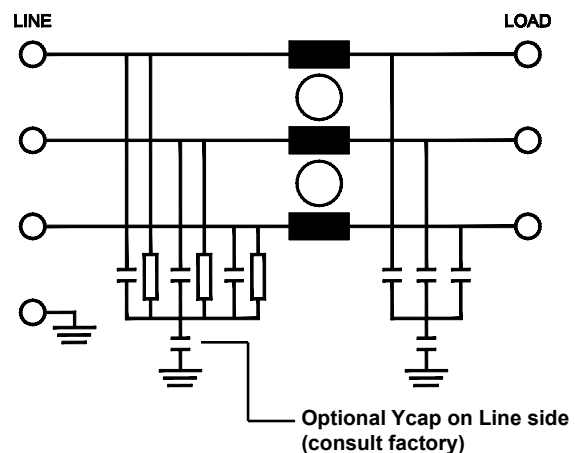 LINE
LOAD
Optional Ycap on Line side
(consult factory)